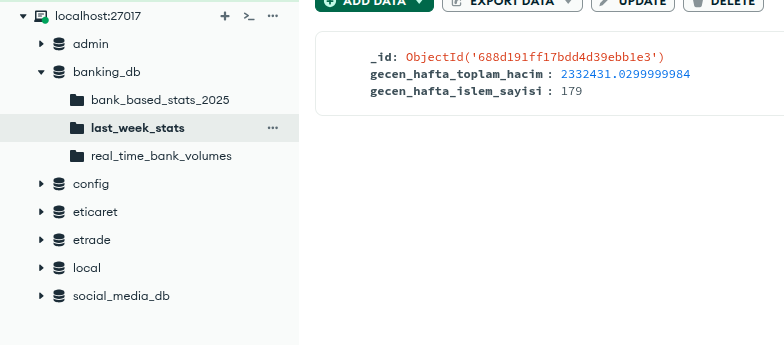 localhost:27017
admin
banking_db
bank_based_stats_2025
last_week_stats
real_time_bank_volumes
config
eticaret
etrade
local
social_media_db
ADD DATA
EXPORT DATA
UPDATE
DELETE
_id: ObjectId('688d191ff17bdd4d39ebb1e3')
gecen_hafta_toplam_hacim : 2332431.0299999984
gecen_hafta_islem_sayisi : 179